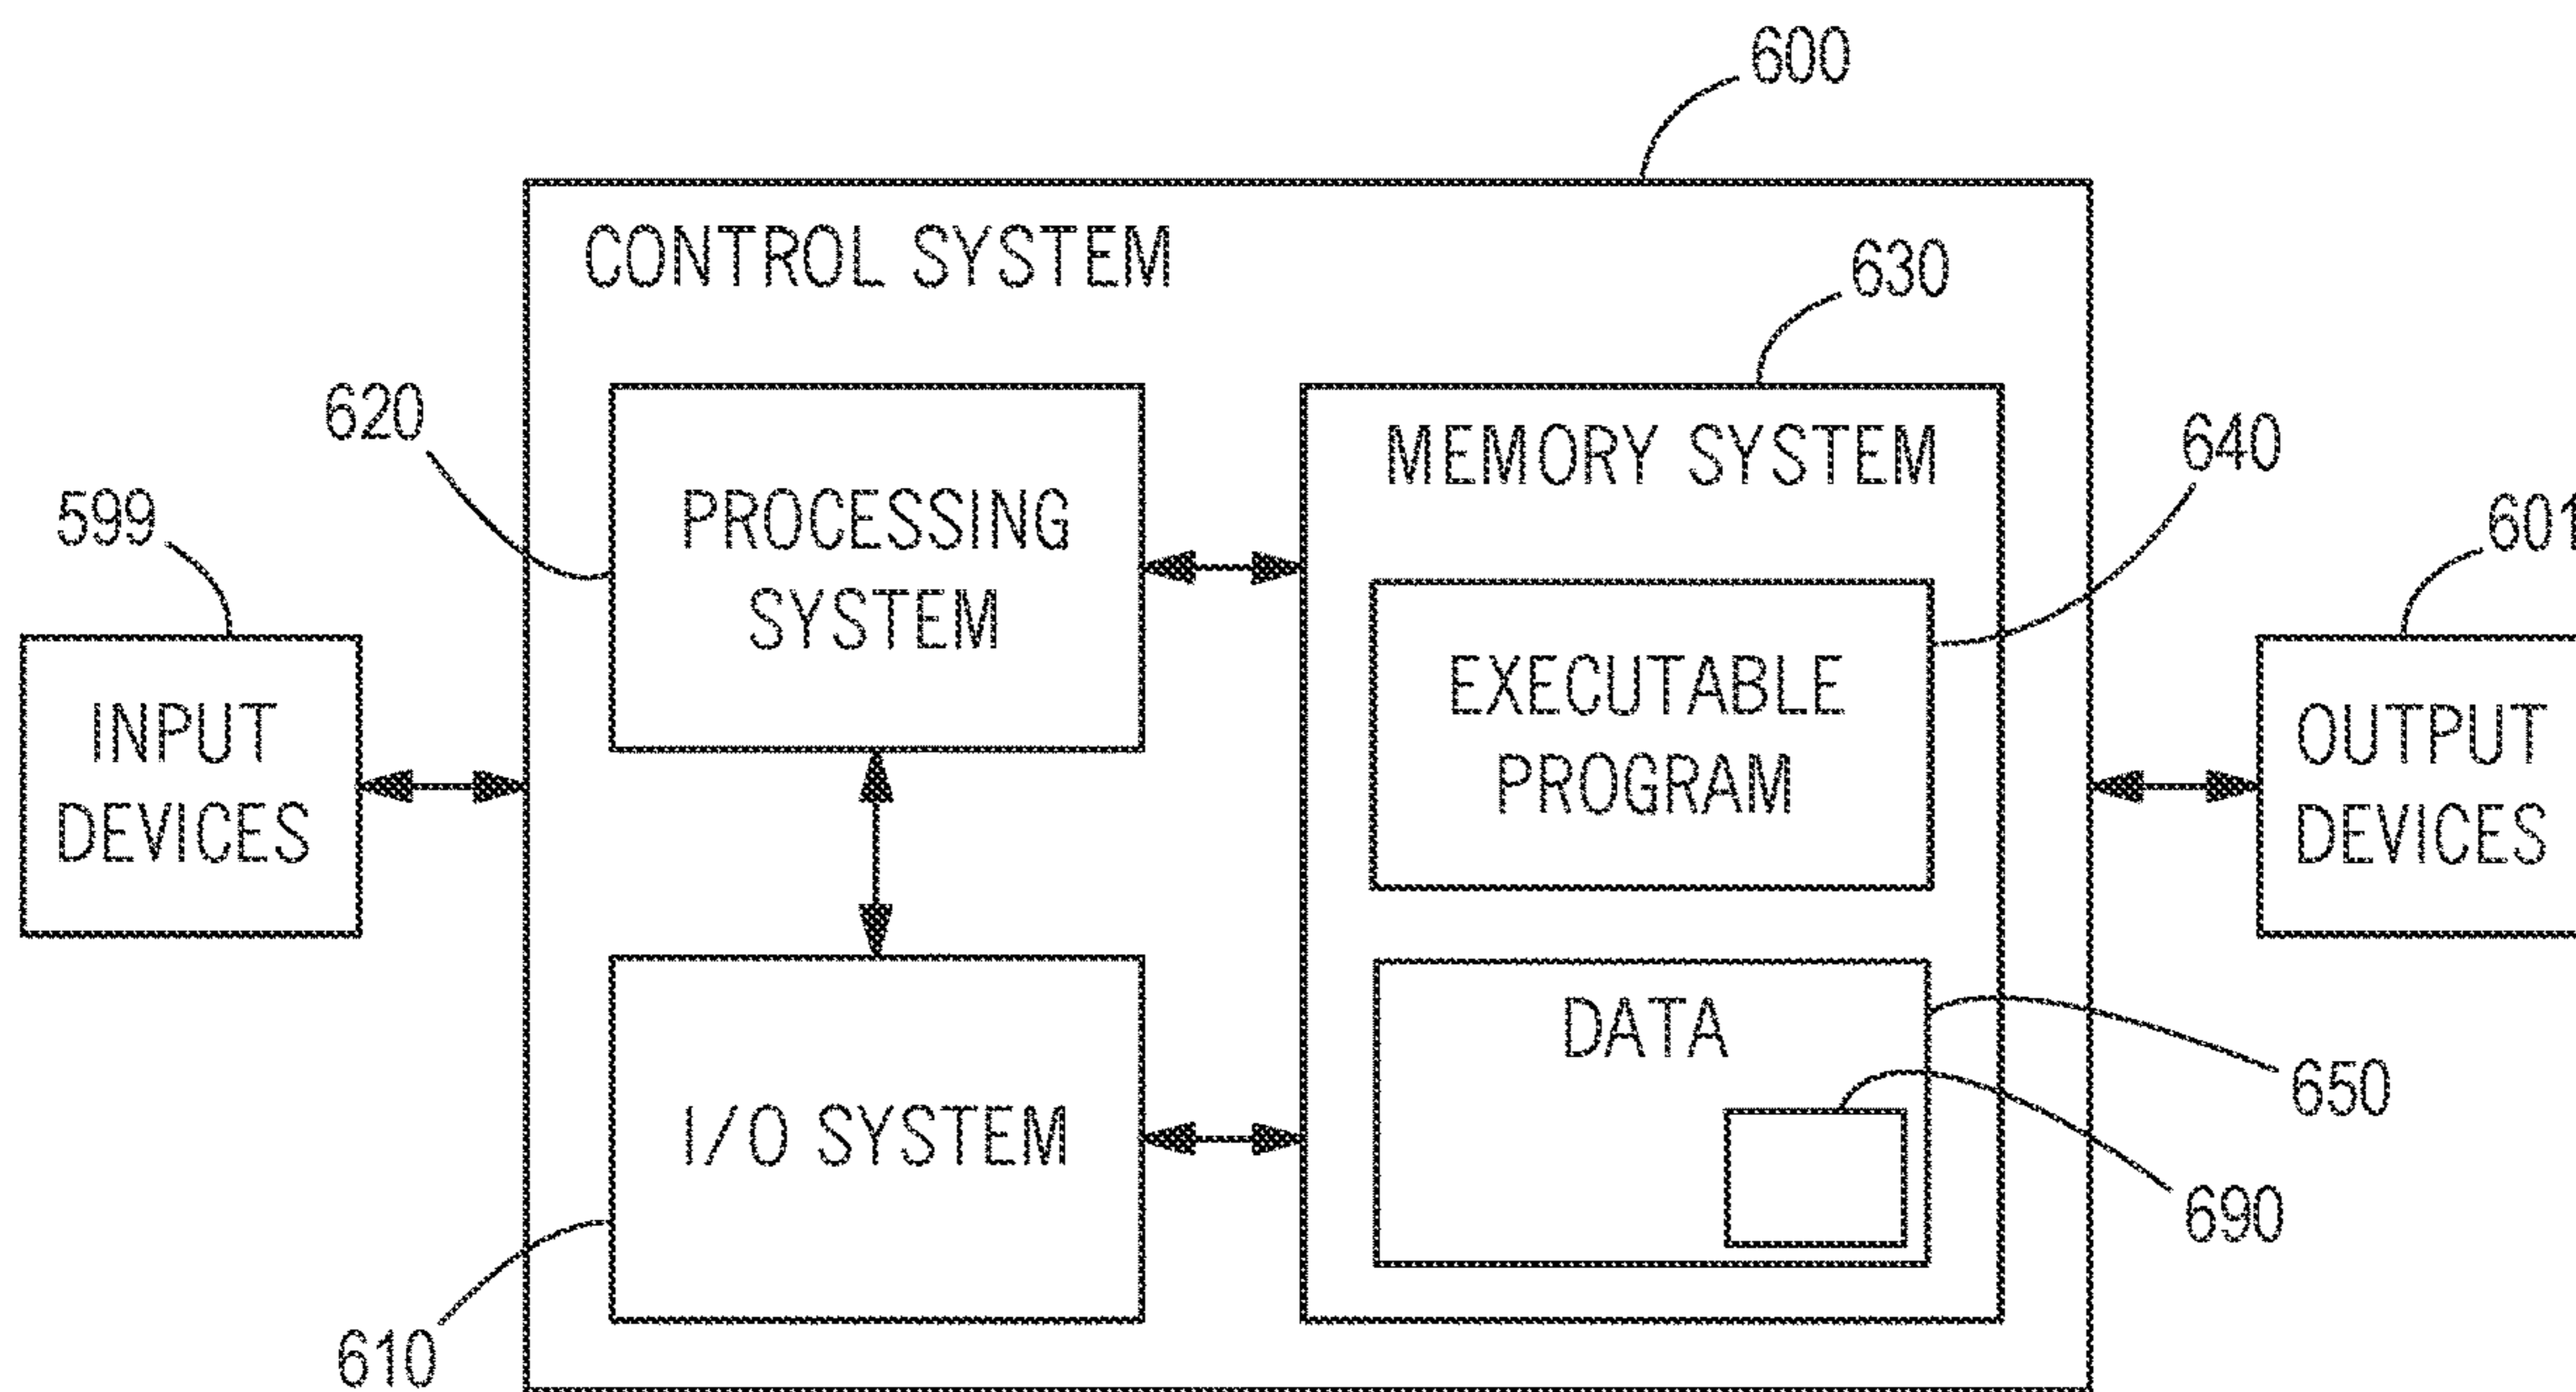 600
CONTROL SYSTEM
630
620
MEMORY SYSTEM
640
599
PROCESSING
SYSTEM
601
INPUT
DEVICES
EXECUTABLE
PROGRAM
OUTPUT
DEVICES
DATA
650
I/O SYSTEM
690
610